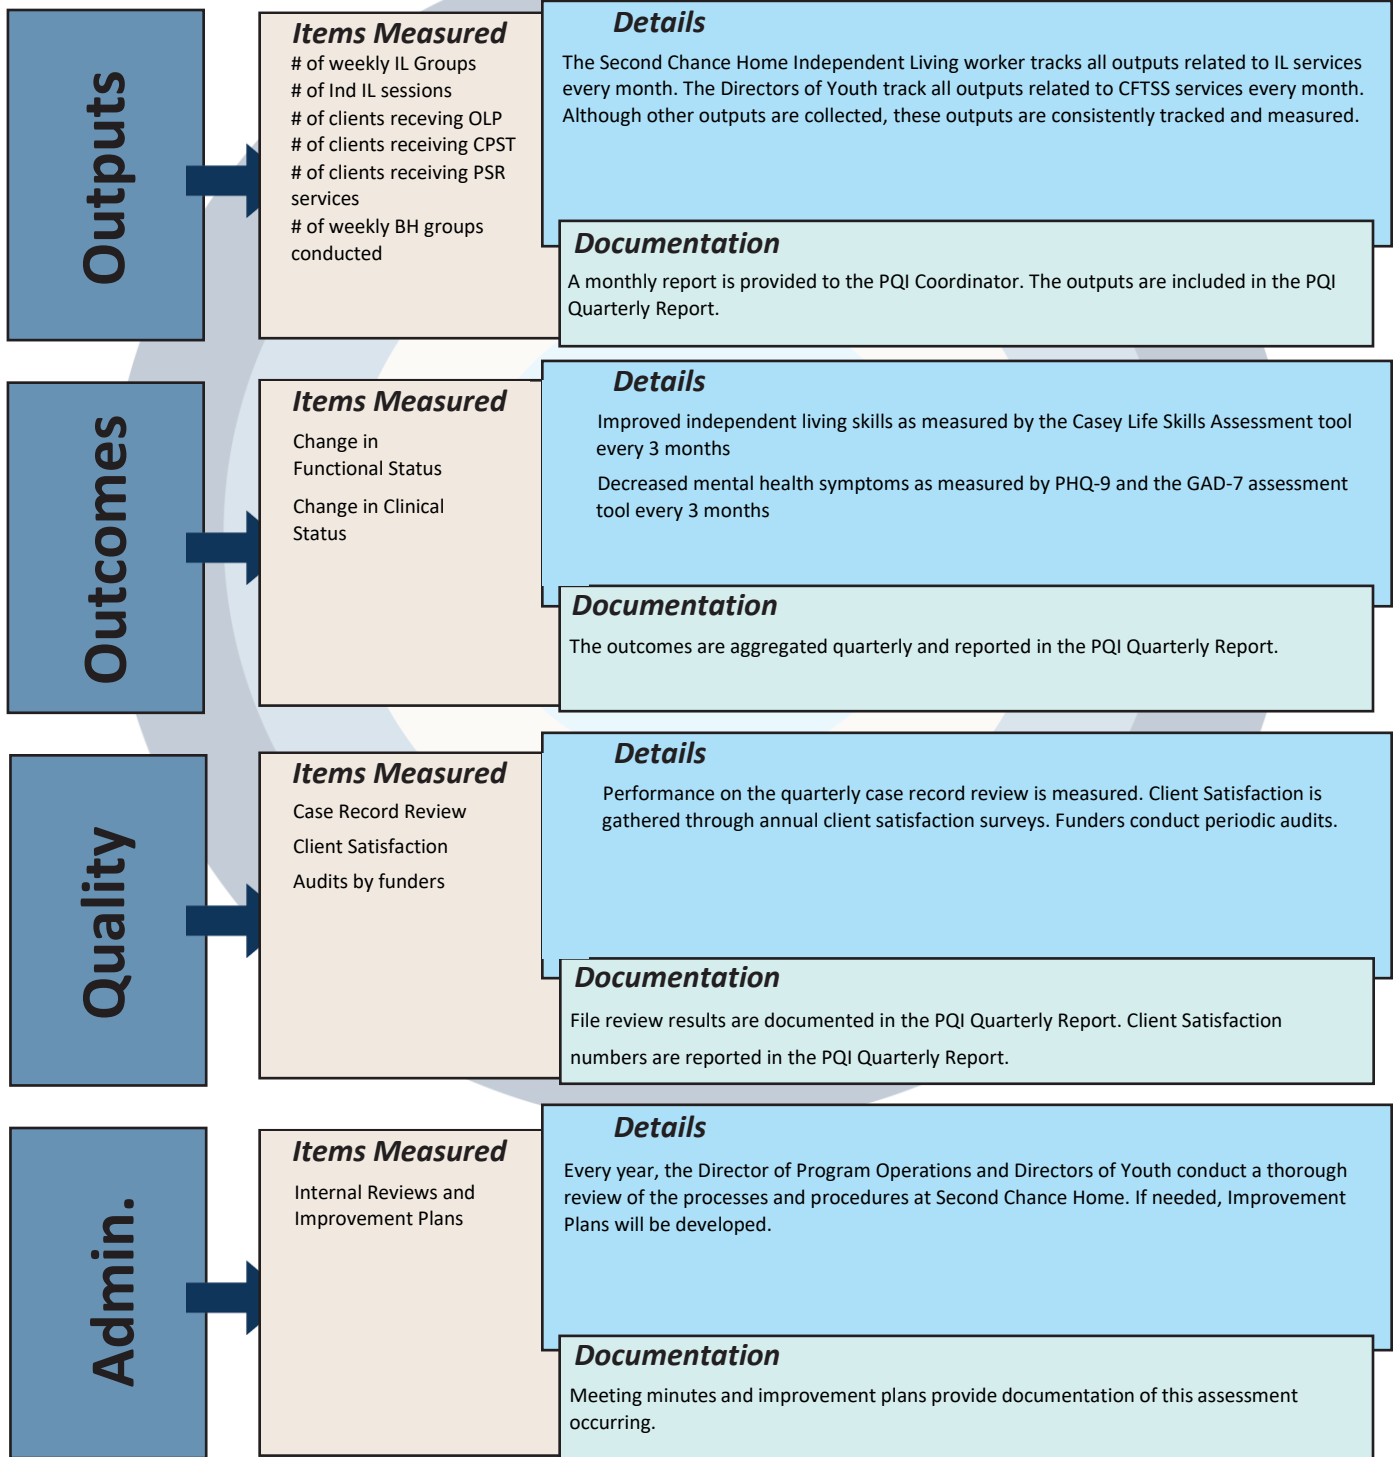 Outputs
Items Measured
# of weekly IL Groups
# of Ind IL sessions
# of clients receving OLP
# of clients receiving CPST
# of clients receiving PSR
services
# of weekly BH groups
conducted
Details
The Second Chance Home Independent Living worker tracks all outputs related to IL services
every month. The Directors of Youth track all outputs related to CFTSS services every month.
Although other outputs are collected, these outputs are consistently tracked and measured.
Documentation
A monthly report is provided to the PQI Coordinator. The outputs are included in the PQI
Quarterly Report.
Outcomes
Items Measured
Change in
Functional Status
Change in Clinical
Status
Details
Improved independent living skills as measured by the Casey Life Skills Assessment tool
every 3 months
Decreased mental health symptoms as measured by PHQ-9 and the GAD-7 assessment
tool every 3 months
Documentation
The outcomes are aggregated quarterly and reported in the PQI Quarterly Report.
Quality
Items Measured
Case Record Review
Client Satisfaction
Audits by funders
Details
Performance on the quarterly case record review is measured. Client Satisfaction is
gathered through annual client satisfaction surveys. Funders conduct periodic audits.
Documentation
File review results are documented in the PQI Quarterly Report. Client Satisfaction
numbers are reported in the PQI Quarterly Report.
Admin.
Items Measured
Internal Reviews and
Improvement Plans
Details
Every year, the Director of Program Operations and Directors of Youth conduct a thorough
review of the processes and procedures at Second Chance Home. If needed, Improvement
Plans will be developed.
Documentation
Meeting minutes and improvement plans provide documentation of this assessment
occurring.